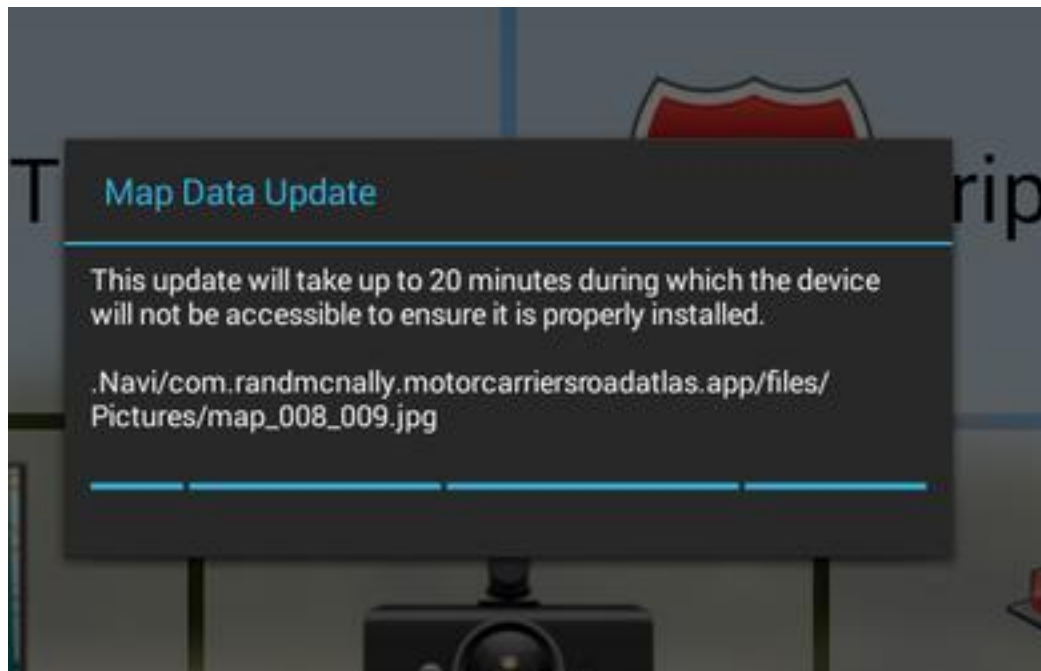 T
rip
Map Data Update
This update will take up to 20 minutes during which the device
will not be accessible to ensure it is properly installed.
.Navi/com.randmcnally.motorcarriersroadatlas.app/files/
Pictures/map_008_009.jpg